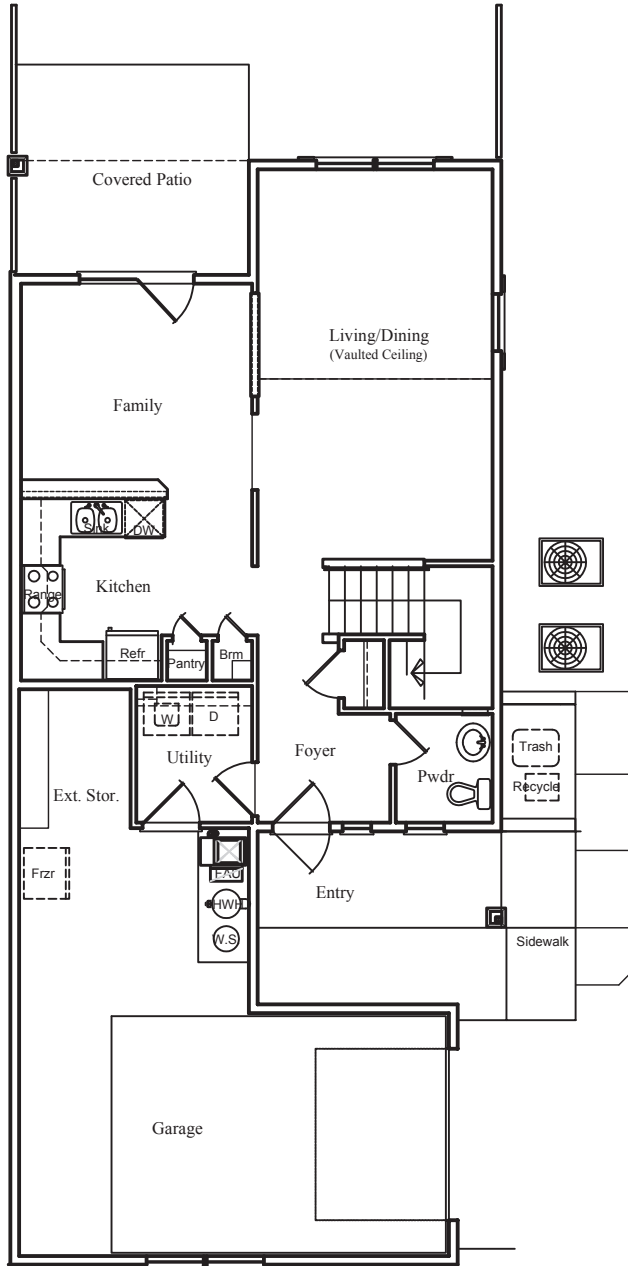 Covered Patio
Living/Dining
(Vaulted Ceiling)
Family
Sink
DW
Kitchen
Range
Refr
Pantry
Brm
W
D
Utility
Foyer
Pwdr
Trash
Recycle
Ext. Stor.
Frzr
FAU
HWH
W.S
Entry
Sidewalk
Garage